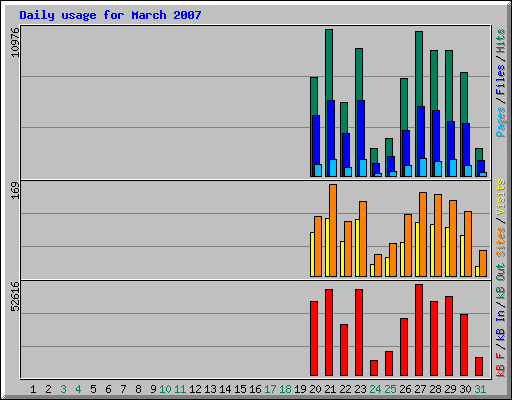 Daily usage for March 2007
10976
Pages / Files / Hits
169
Sites / Visits
52616
kB F / kB In / kB Out
1 2 3 4 5 6 7 8 9 10 11 12 13 14 15 16 17 18 19 20 21 22 23 24 25 26 27 28 29 30 31